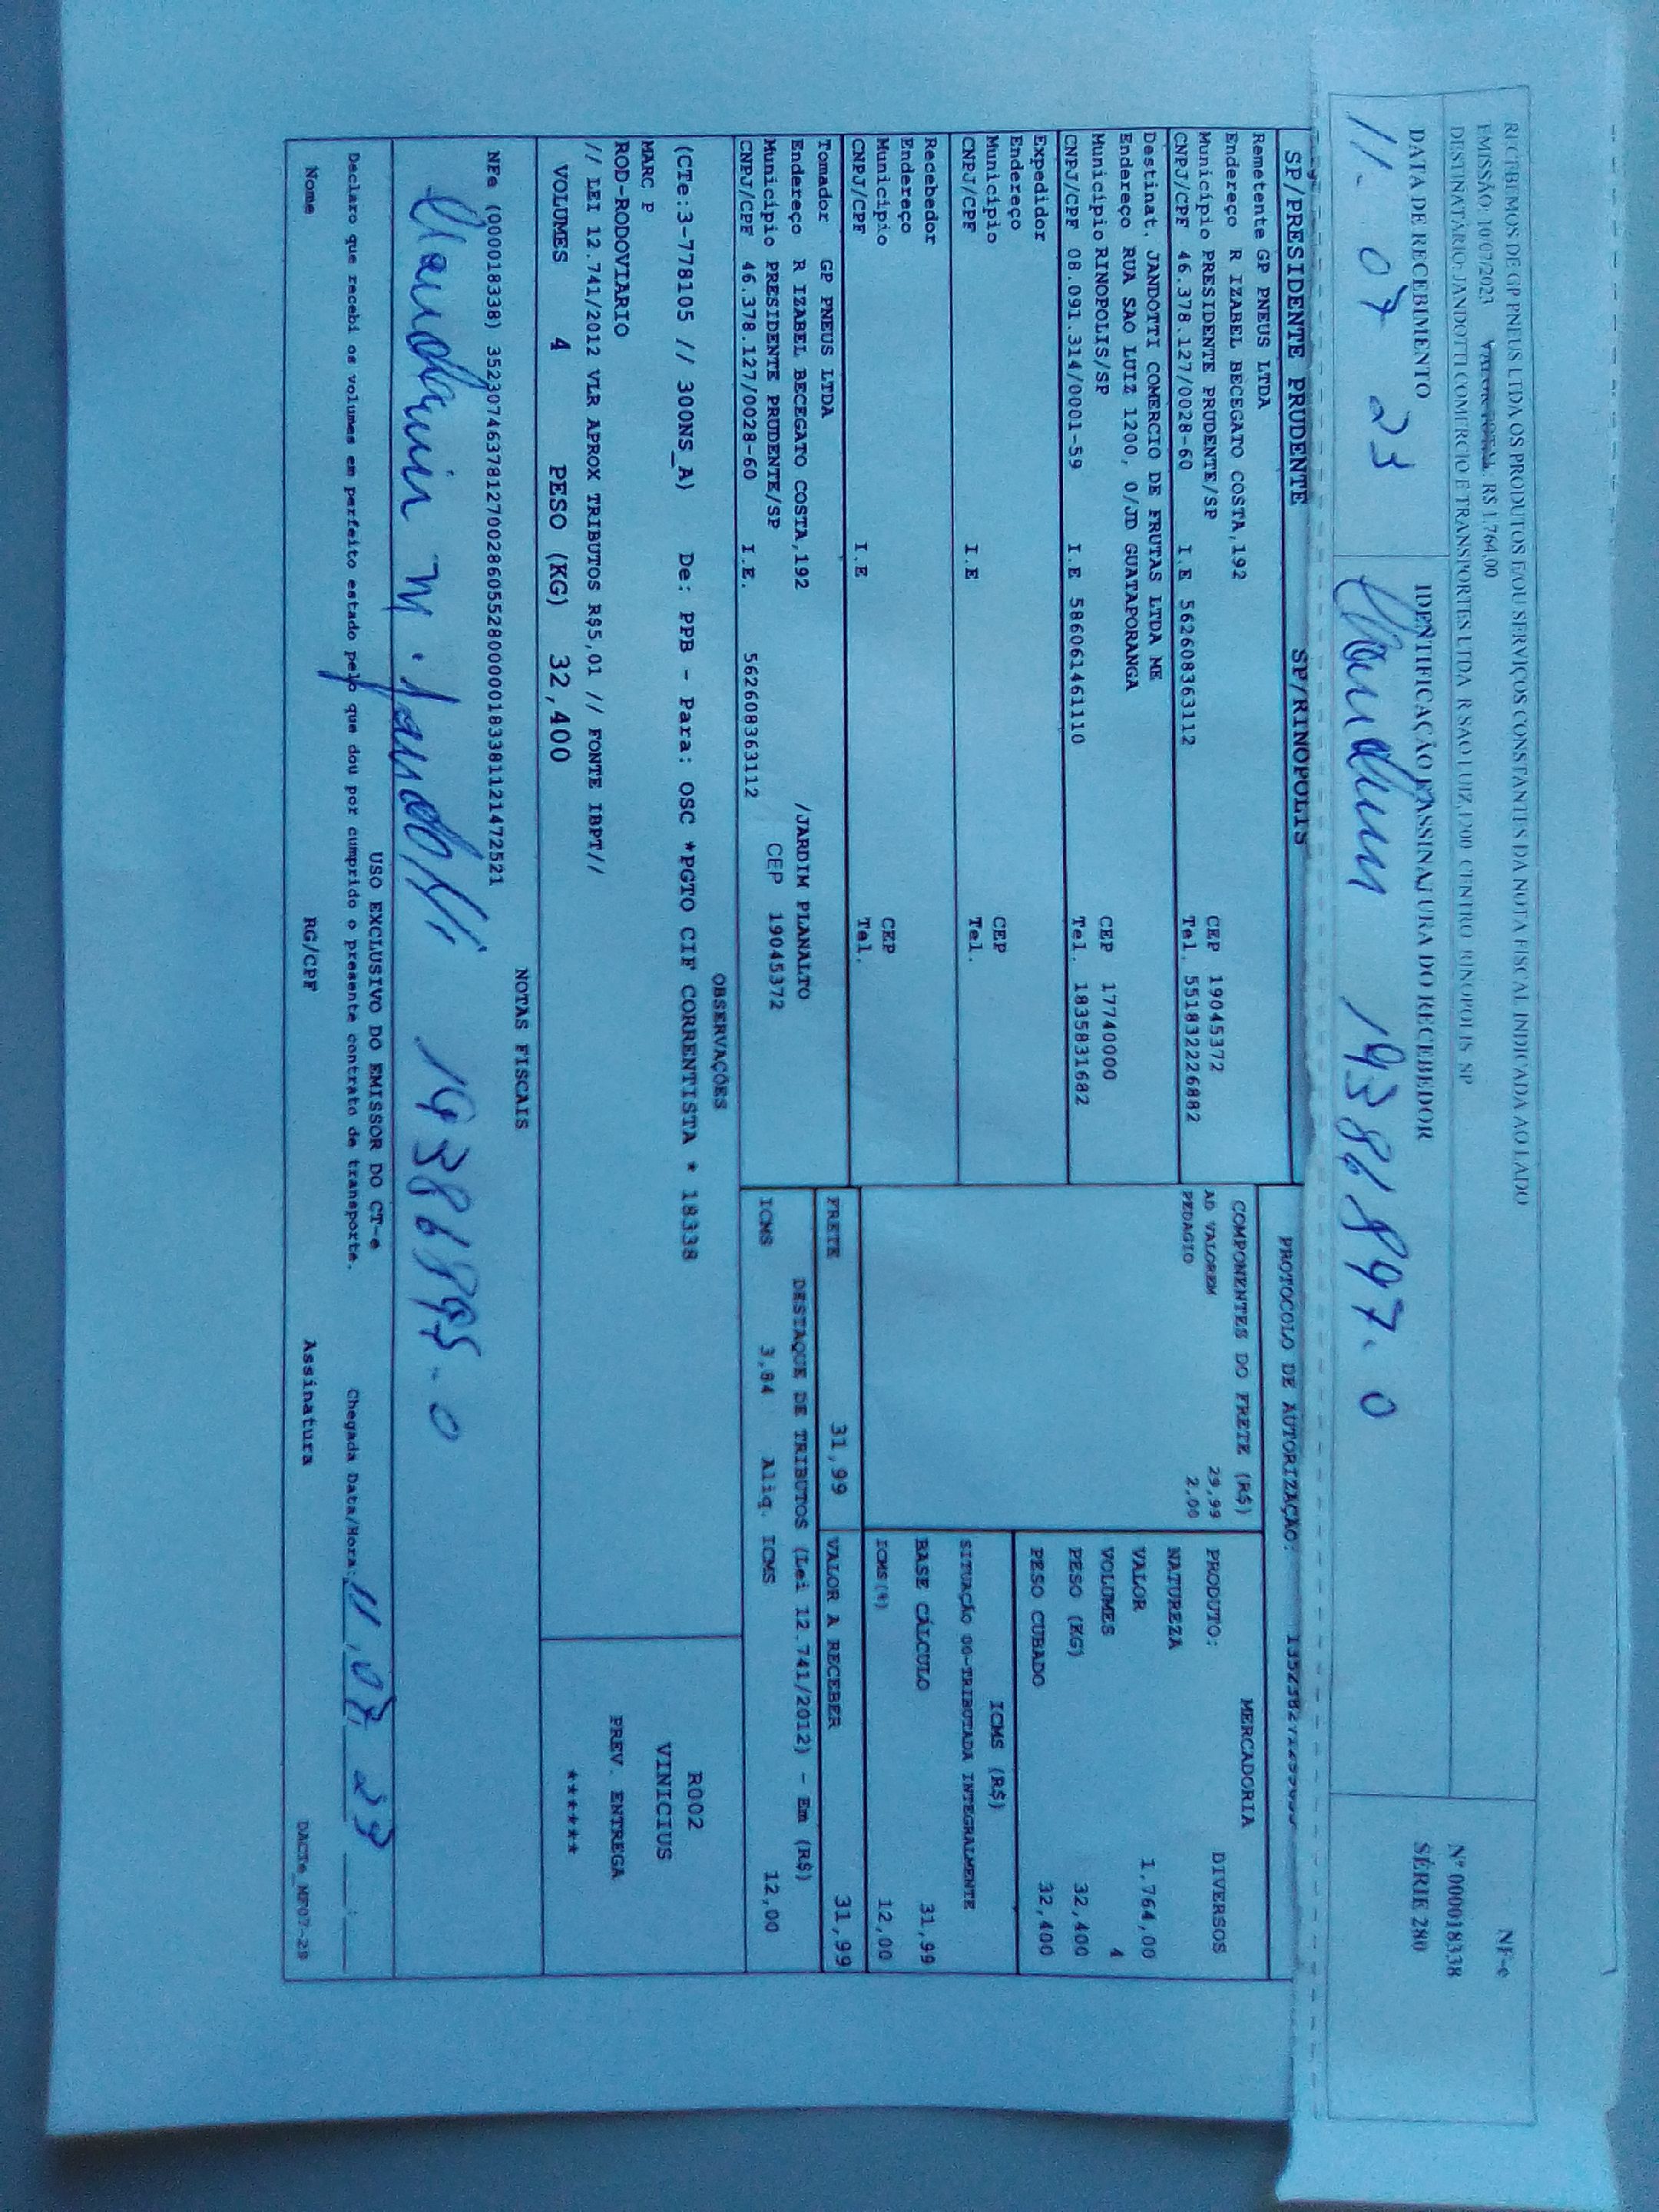 RECEBEMOS DE GP PNEUS LTDA OS PRODUTOS E/OU SERVIÇOS CONSTANTES DA NOTA FISCAL INDICADA AO LADO
EMISSÃO: 10/07/2023 VALOR TOTAL: R$ 1.764,00
DESTINATÁRIO: JANDOTTI COMERCIO E TRANSPORTES LTDA R SAO LUIZ, 1200 CENTRO RINOPOLIS SP
NF-e
Nº 000018338
SÉRIE 280
DATA DE RECEBIMENTO
IDENTIFICAÇÃO E ASSINATURA DO RECEBEDOR
11. 07 23
SP/PRESIDENTE PRUDENTE SP/RINOPOLIS
PROTOCOLO DE AUTORIZAÇÃO:
Remetente GP PNEUS LTDA
Endereço R IZABEL BECEGATO COSTA,192
Município PRESIDENTE PRUDENTE/SP CEP 19045372
CNPJ/CPF 46.378.127/0028-60 I.E 562608363112 Tel. 5518322226882
Destinat. JANDOTTI COMERCIO DE FRUTAS LTDA ME
Endereço RUA SAO LUIZ 1200, 0/JD GUATAPORANGA
Município RINOPOLIS/SP CEP 17740000
CNPJ/CPF 08.091.314/0001-59 I.E 586061461110 Tel. 1835831682
Expedidor
Endereço
Município CEP
CNPJ/CPF I.E Tel.
Recebedor
Endereço
Município CEP
CNPJ/CPF I.E Tel.
Tomador GP PNEUS LTDA
Endereço R IZABEL BECEGATO COSTA,192 /JARDIM PLANALTO
Município PRESIDENTE PRUDENTE/SP CEP 19045372
CNPJ/CPF 46.378.127/0028-60 I.E. 562608363112
COMPONENTES DO FRETE (R$)
AD VALOREM 29,99
PEDAGIO 2,00
MERCADORIA
PRODUTO: DIVERSOS
NATUREZA
VALOR 1.764,00
VOLUMES 4
PESO (KG) 32,400
PESO CUBADO 32,400
ICMS (R$)
SITUAÇÃO 00-TRIBUTADA INTEGRALMENTE
BASE CÁLCULO 31,99
ICMS(%) 12,00
FRETE 31,99 VALOR A RECEBER 31,99
DESTAQUE DE TRIBUTOS (Lei 12.741/2012) - Em (R$)
ICMS 3,84 Aliq. ICMS 12,00
OBSERVAÇÕES
(CTe:3-778105 // 300NS_A) De: PPB - Para: OSC *PGTO CIF CORRENTISTA * 18338
MARC P
ROD-RODOVIARIO
// LEI 12.741/2012 VLR APROX TRIBUTOS R$5,01 // FONTE IBPT//
R002
VINICIUS
PREV. ENTREGA
******
VOLUMES 4 PESO (KG) 32,400
NOTAS FISCAIS
NFe (000018338) 35230746378127002860552800000183381121472521
USO EXCLUSIVO DO EMISSOR DO CT-e
Declaro que recebi os volumes em perfeito estado pelo que dou por cumprido o presente contrato de transporte.
Chegada Data/Hora: 11, 07, 23
Nome RG/CPF Assinatura DACTe_MF07-29